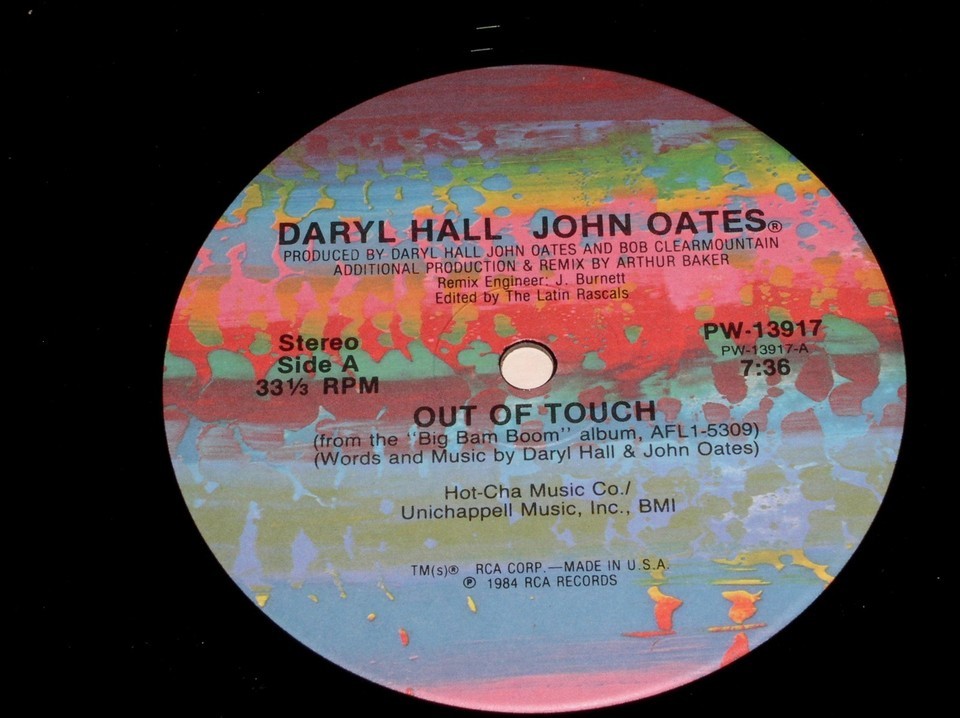 DARYL HALL JOHN OATES®
PRODUCED BY DARYL HALL JOHN OATES AND BOB CLEARMOUNTAIN
ADDITIONAL PRODUCTION & REMIX BY ARTHUR BAKER
Remix Engineer: J. Burnett
Edited by The Latin Rascals
Stereo
Side A
33⅓ RPM
PW-13917
PW-13917-A
7:36
OUT OF TOUCH
(from the "Big Bam Boom" album, AFL1-5309)
(Words and Music by Daryl Hall & John Oates)
Hot-Cha Music Co./
Unichappell Music, Inc., BMI
TM(s)® RCA CORP.—MADE IN U.S.A.
℗ 1984 RCA RECORDS